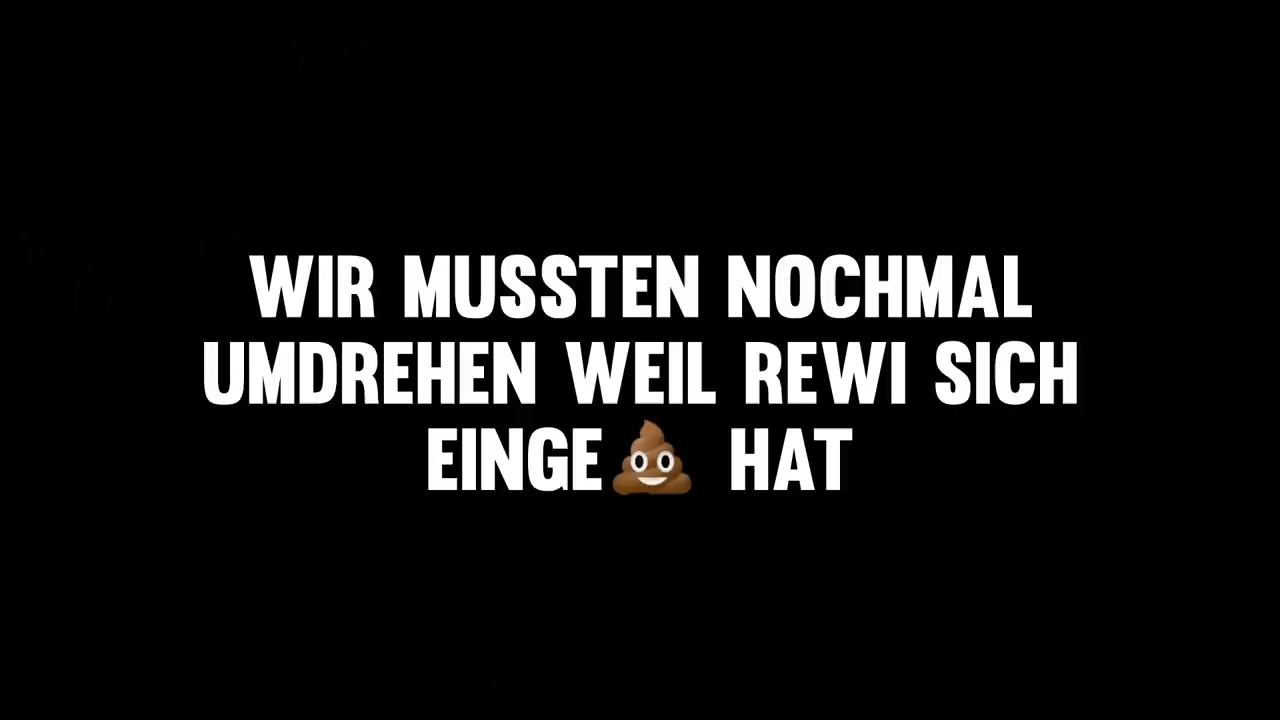 WIR MUSSTEN NOCHMAL
UMDREHEN WEIL REWI SICH
EINGE💩 HAT